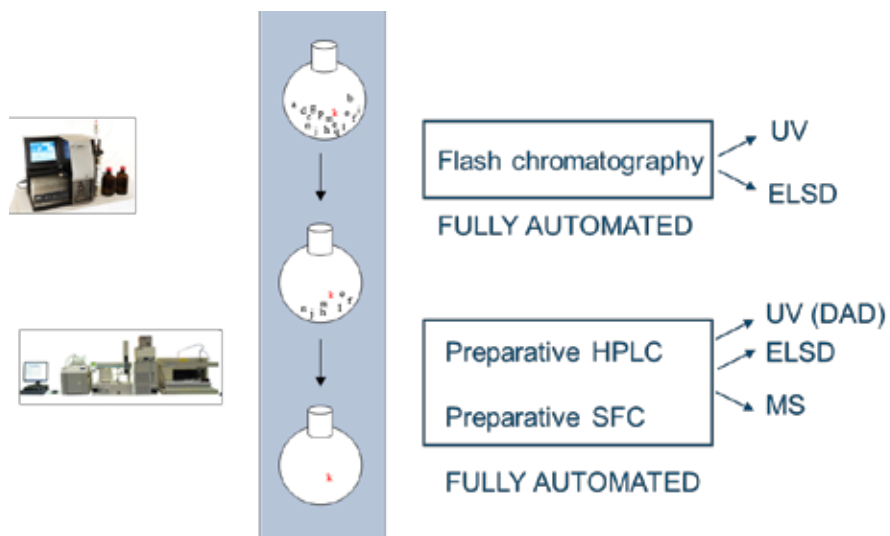 Flash chromatography
UV
ELSD
FULLY AUTOMATED
k
k
Preparative HPLC
Preparative SFC
UV (DAD)
ELSD
MS
k
FULLY AUTOMATED